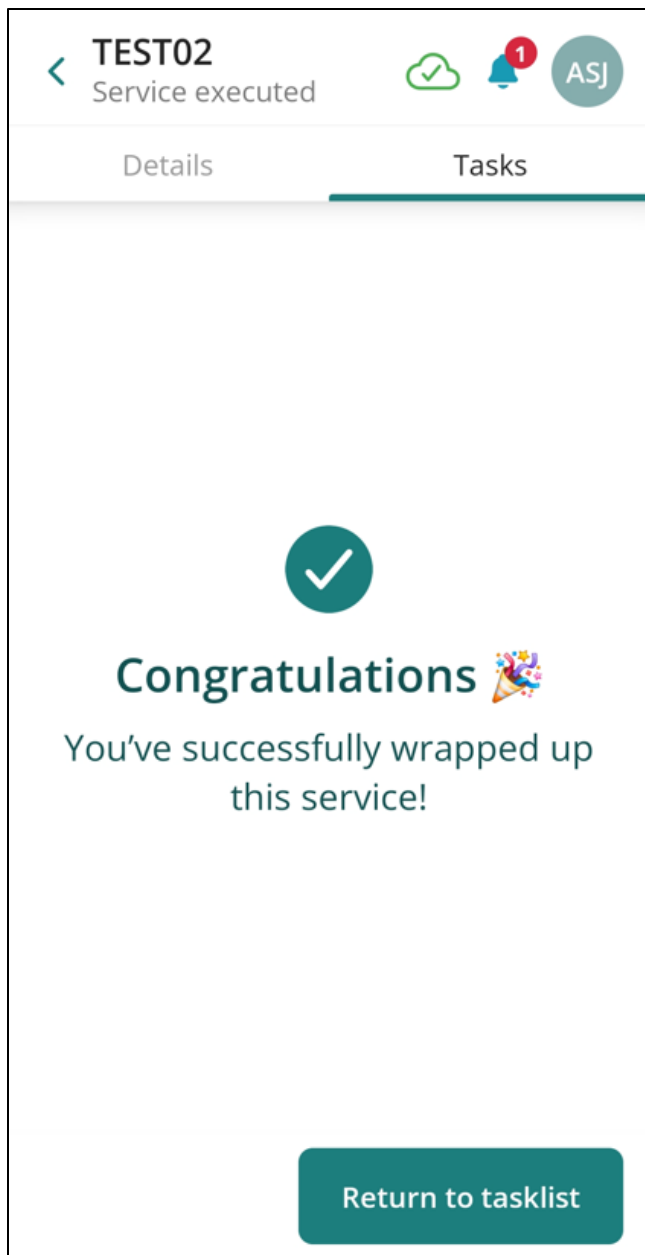 TEST02
Service executed
1
ASJ
Details
Tasks
Congratulations 🎉
You’ve successfully wrapped up
this service!
Return to tasklist